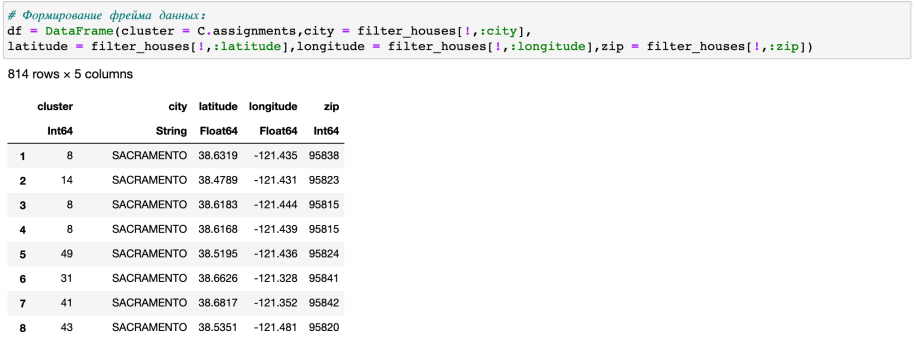 # Формирование фрейма данных:
df = DataFrame(cluster = C.assignments,city = filter_houses[!,:city],
latitude = filter_houses[!,:latitude],longitude = filter_houses[!,:longitude],zip = filter_houses[!,:zip])
814 rows × 5 columns
cluster city latitude longitude zip
Int64 String Float64 Float64 Int64
1 8 SACRAMENTO 38.6319 -121.435 95838
2 14 SACRAMENTO 38.4789 -121.431 95823
3 8 SACRAMENTO 38.6183 -121.444 95815
4 8 SACRAMENTO 38.6168 -121.439 95815
5 49 SACRAMENTO 38.5195 -121.436 95824
6 31 SACRAMENTO 38.6626 -121.328 95841
7 41 SACRAMENTO 38.6817 -121.352 95842
8 43 SACRAMENTO 38.5351 -121.481 95820